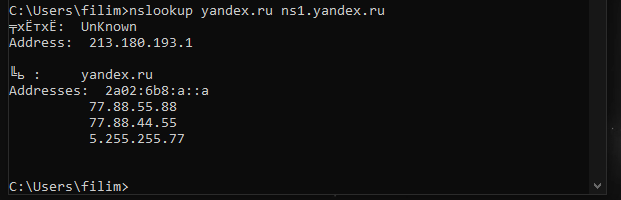 C:\Users\filim>nslookup yandex.ru ns1.yandex.ru
╤хЁтхЁ:  UnKnown
Address:  213.180.193.1
╚ь :     yandex.ru
Addresses:  2a02:6b8:a::a
77.88.55.88
77.88.44.55
5.255.255.77
C:\Users\filim>